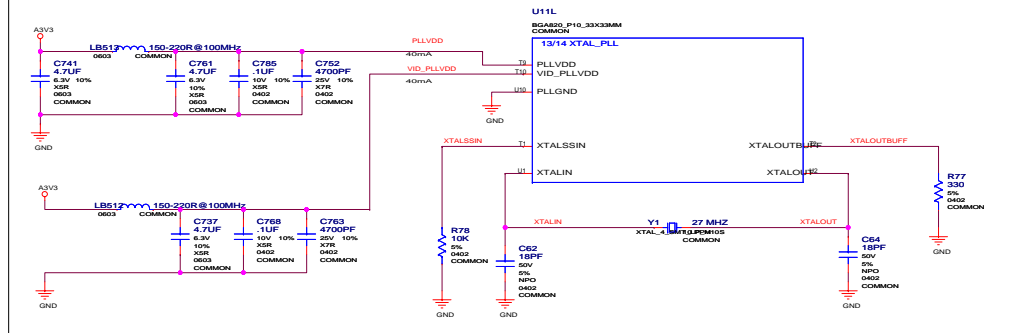 U11L
BGA820_P10_33X33MM
COMMON
13/14 XTAL_PLL
A3V3
LB513 150-220R@100MHz
0603 COMMON
PLLVDD
40mA
VID_PLLVDD
40mA
C741
4.7UF
6.3V 10%
X5R
0603
COMMON
C761
4.7UF
6.3V
10%
X5R
0603
COMMON
C785
.1UF
10V 10%
X5R
0402
COMMON
C752
4700PF
25V 10%
X7R
0402
COMMON
GND
T9 PLLVDD
T10 VID_PLLVDD
U10 PLLGND
GND
XTALSSIN
T1 XTALSSIN
U1 XTALIN
XTALOUTBUFF
XTALOUT
U2
XTALOUTBUFF
R77
330
5%
0402
COMMON
GND
A3V3
LB512 150-220R@100MHz
0603 COMMON
C737
4.7UF
6.3V
10%
X5R
0603
COMMON
C768
.1UF
10V 10%
X5R
0402
COMMON
C763
4700PF
25V 10%
X7R
0402
COMMON
GND
R78
10K
5%
0402
COMMON
GND
XTALIN
Y1 27 MHZ
COMMON
XTALOUT
C62
18PF
50V
5%
NPO
0402
COMMON
GND
C64
18PF
50V
5%
NPO
0402
COMMON
GND